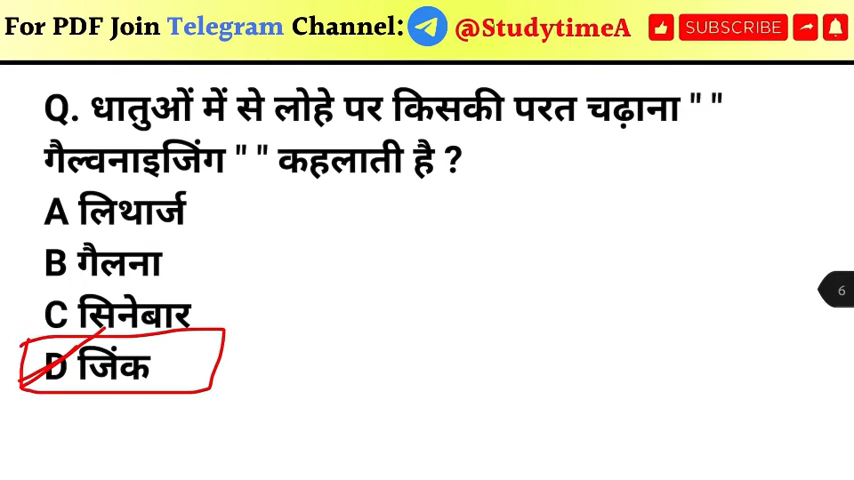 For PDF Join Telegram Channel: @StudytimeA SUBSCRIBE
Q. धातुओं में से लोहे पर किसकी परत चढ़ाना " "
गैल्वनाइजिंग " " कहलाती है ?
A लिथार्ज
B गैलना
C सिनेबार
D जिंक
6